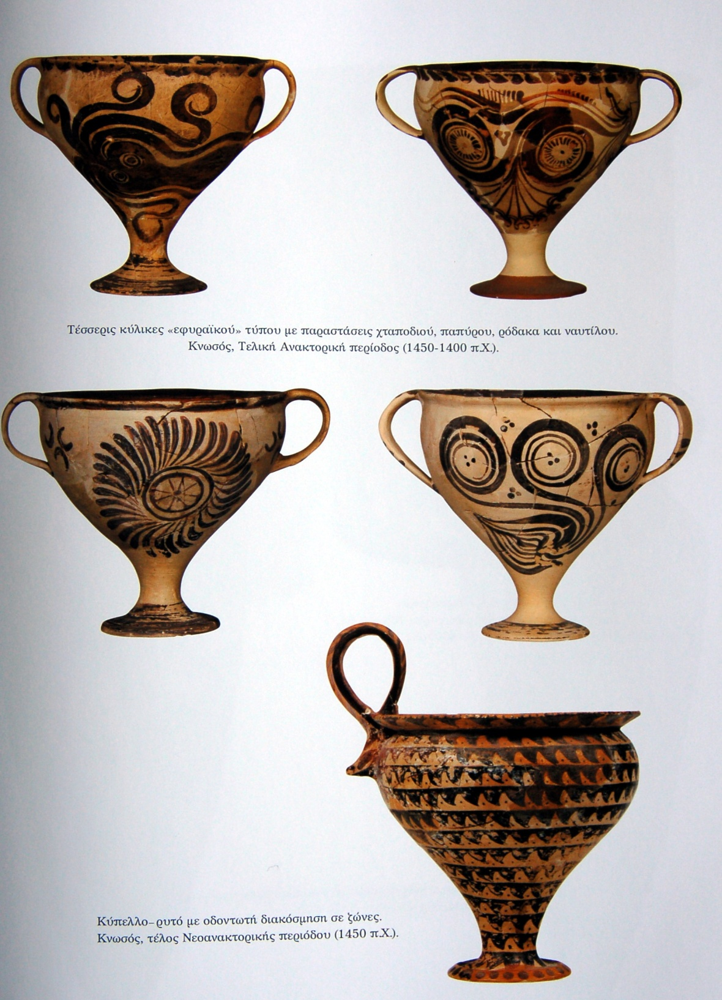 Τέσσερις κύλικες «εφυραϊκού» τύπου με παραστάσεις χταποδιού, παπύρου, ρόδακα και ναυτίλου.
Κνωσός, Τελική Ανακτορική περίοδος (1450-1400 π.Χ.).
Κύπελλο–ρυτό με οδοντωτή διακόσμηση σε ζώνες.
Κνωσός, τέλος Νεοανακτορικής περιόδου (1450 π.Χ.).